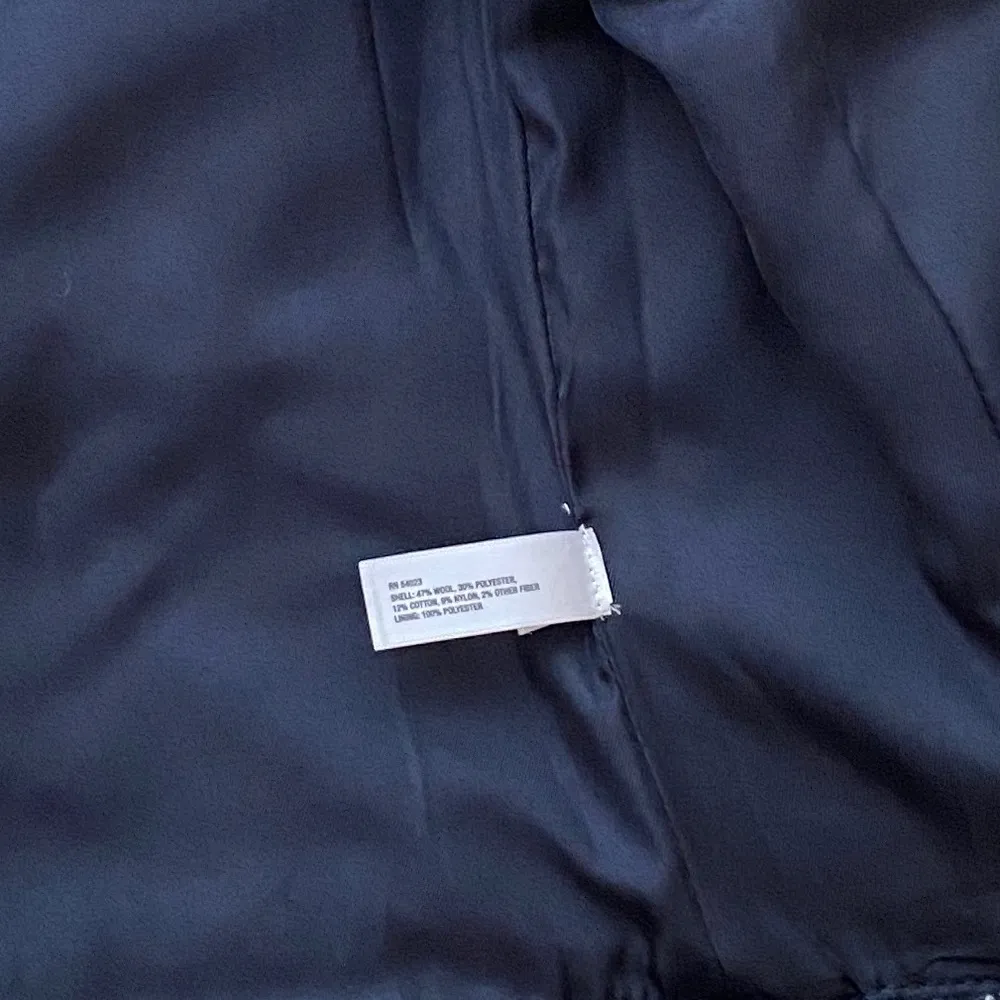 RN 54023
SHELL: 47% WOOL, 30% POLYESTER,
12% COTTON, 9% NYLON, 2% OTHER FIBER
LINING: 100% POLYESTER